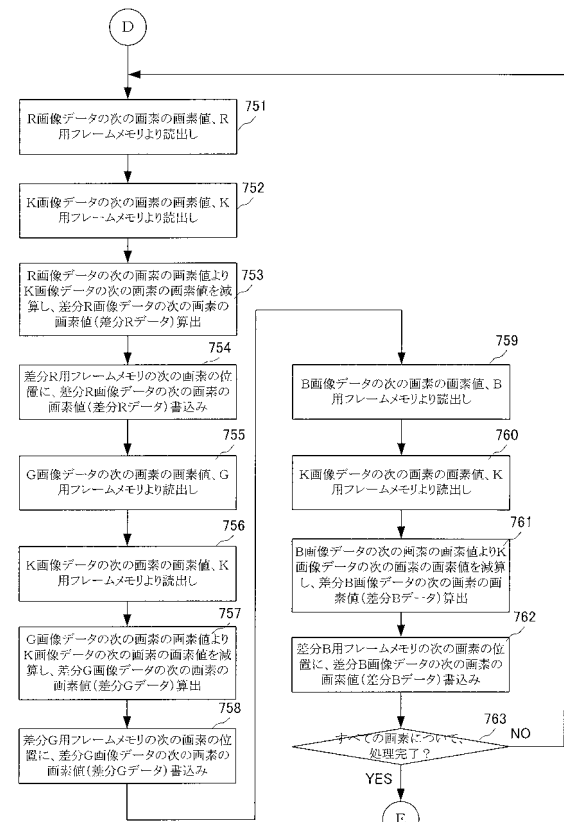 D
751
R画像データの次の画素の画素値、R
用フレームメモリより読出し
752
K画像データの次の画素の画素値、K
用フレームメモリより読出し
753
R画像データの次の画素の画素値より
K画像データの次の画素の画素値を減
算し、差分R画像データの次の画素の
画素値(差分Rデータ)算出
754
差分R用フレームメモリの次の画素の位
置に、差分R画像データの次の画素の
画素値(差分Rデータ)書込み
755
G画像データの次の画素の画素値、G
用フレームメモリより読出し
756
K画像データの次の画素の画素値、K
用フレームメモリより読出し
757
G画像データの次の画素の画素値より
K画像データの次の画素の画素値を減
算し、差分G画像データの次の画素の
画素値(差分Gデータ)算出
758
差分G用フレームメモリの次の画素の位
置に、差分G画像データの次の画素の
画素値(差分Gデータ)書込み
759
B画像データの次の画素の画素値、B
用フレームメモリより読出し
760
K画像データの次の画素の画素値、K
用フレームメモリより読出し
761
B画像データの次の画素の画素値よりK
画像データの次の画素の画素値を減算
し、差分B画像データの次の画素の画
素値(差分Bデータ)算出
762
差分B用フレームメモリの次の画素の位
置に、差分B画像データの次の画素の
画素値(差分Bデータ)書込み
763
すべての画素について、
処理完了?
NO
YES